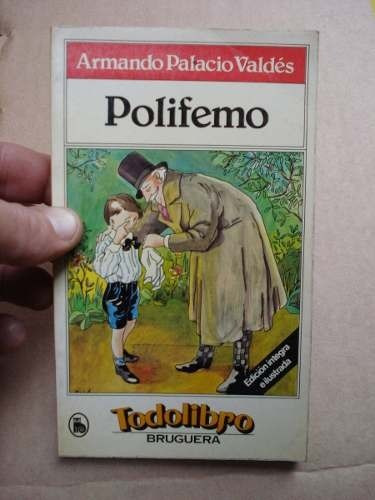 Armando Palacio Valdés
Polifemo
Edición íntegra
e ilustrada
Todolibro
BRUGUERA